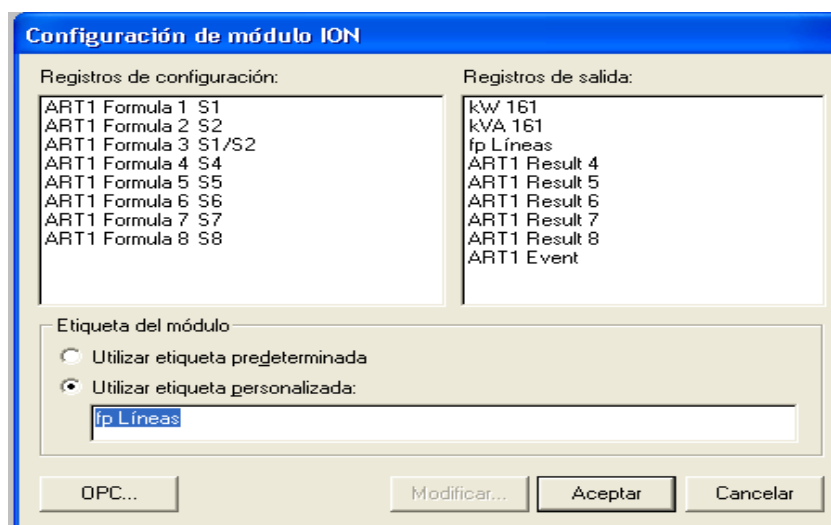 Configuración de módulo ION
Registros de configuración:
ART1 Formula 1 S1
ART1 Formula 2 S2
ART1 Formula 3 S1/S2
ART1 Formula 4 S4
ART1 Formula 5 S5
ART1 Formula 6 S6
ART1 Formula 7 S7
ART1 Formula 8 S8
Registros de salida:
kW 161
kVA 161
fp Líneas
ART1 Result 4
ART1 Result 5
ART1 Result 6
ART1 Result 7
ART1 Result 8
ART1 Event
Etiqueta del módulo
Utilizar etiqueta predeterminada
Utilizar etiqueta personalizada:
fp Líneas
OPC... Modificar... Aceptar Cancelar